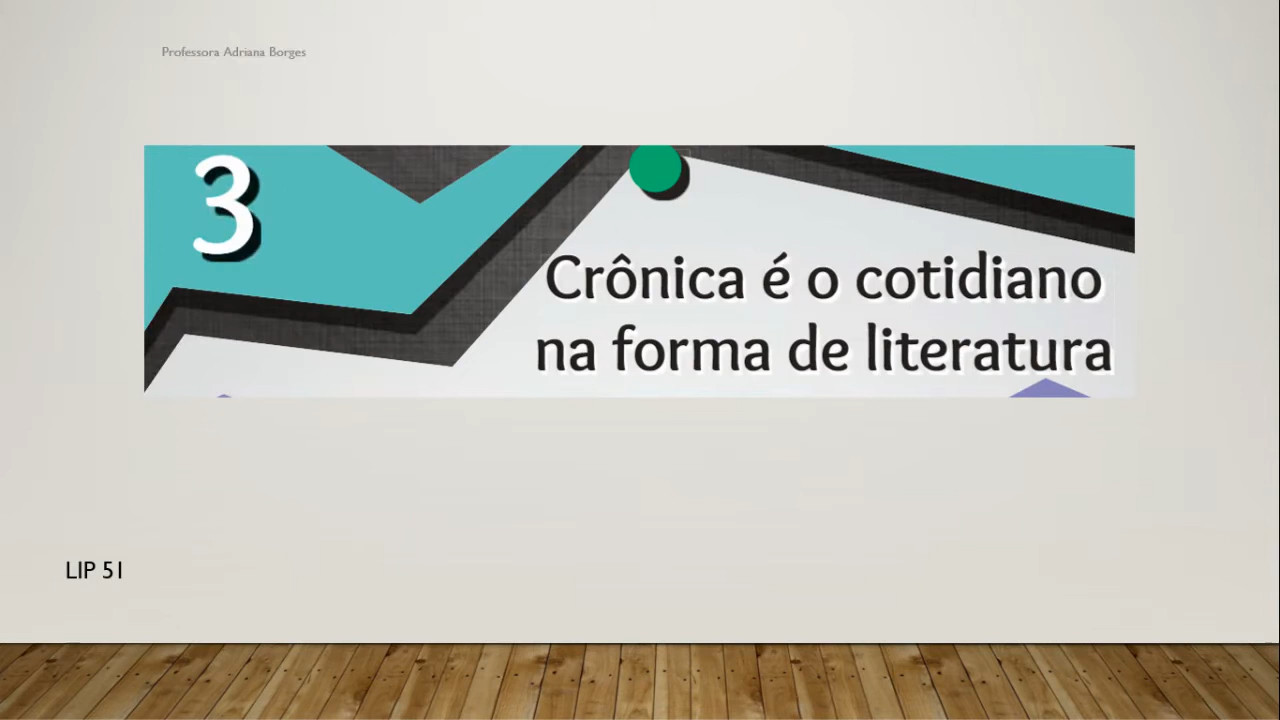 Professora Adriana Borges
3
Crônica é o cotidiano
na forma de literatura
LIP 51